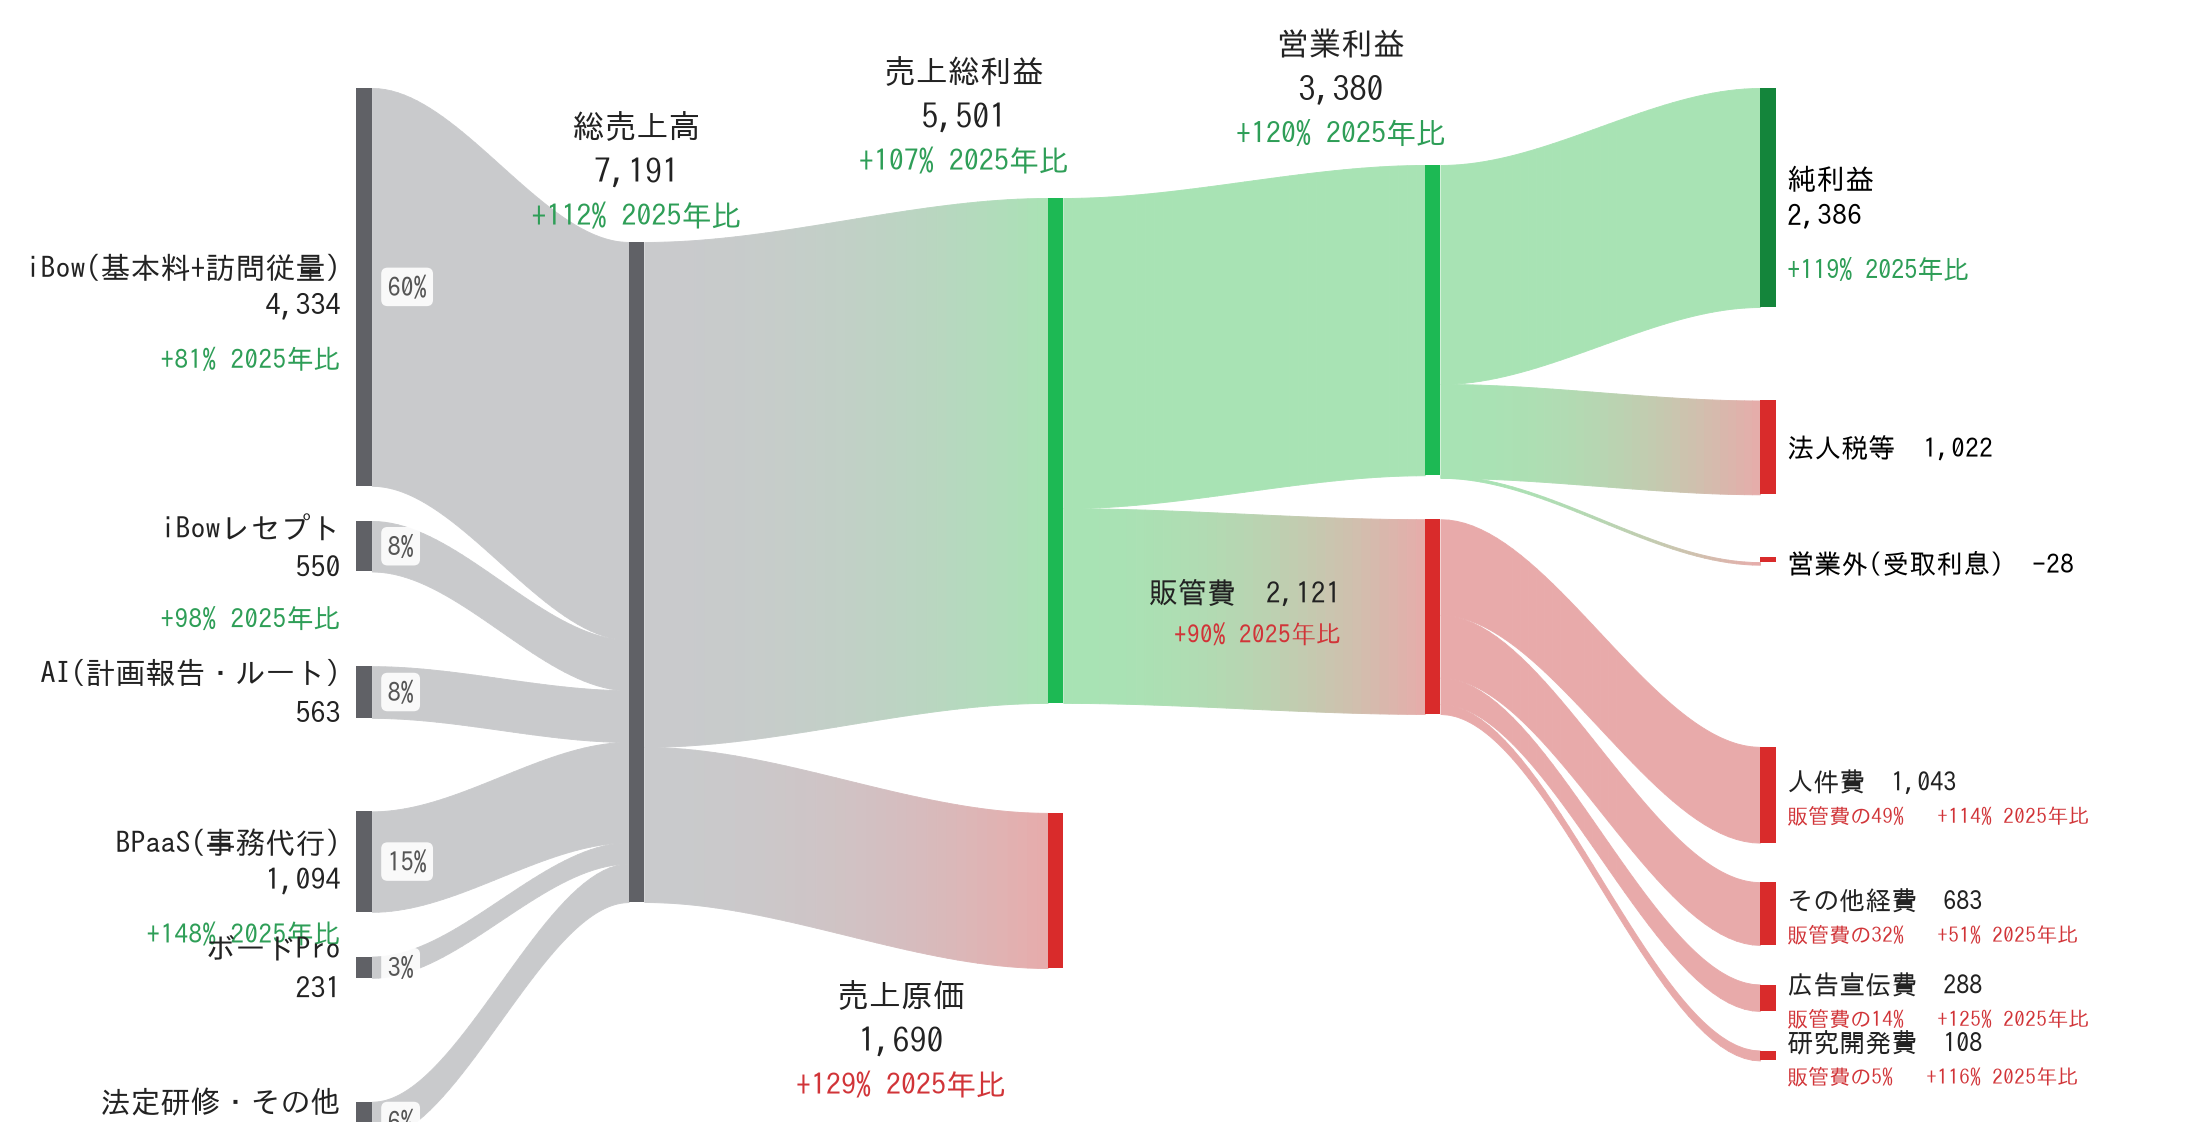 iBow(基本料+訪問従量)
4,334
+81% 2025年比
60%
iBowレセプト
550
+98% 2025年比
8%
AI(計画報告・ルート)
563
8%
BPaaS(事務代行)
1,094
+148% 2025年比
15%
ボードPro
231
3%
法定研修・その他
6%
総売上高
7,191
+112% 2025年比
売上総利益
5,501
+107% 2025年比
売上原価
1,690
+129% 2025年比
営業利益
3,380
+120% 2025年比
販管費 2,121
+90% 2025年比
純利益
2,386
+119% 2025年比
法人税等 1,022
営業外(受取利息) -28
人件費 1,043
販管費の49% +114% 2025年比
その他経費 683
販管費の32% +51% 2025年比
広告宣伝費 288
販管費の14% +125% 2025年比
研究開発費 108
販管費の5% +116% 2025年比